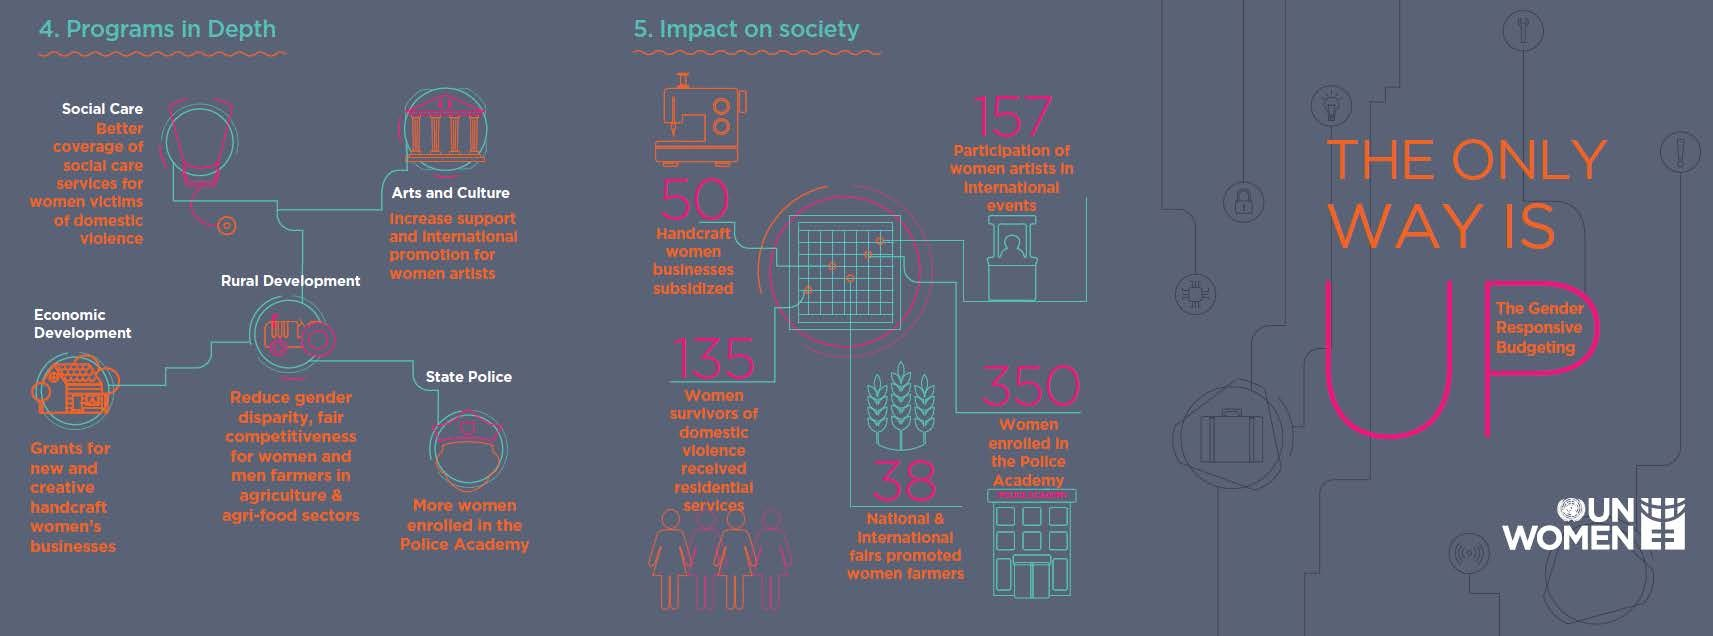 4. Programs in Depth
Social Care
Better
coverage of
social care
services for
women victims
of domestic
violence
Arts and Culture
Increase support
and international
promotion for
women artists
Rural Development
Reduce gender
disparity, fair
competitiveness
for women and
men farmers in
agriculture &
agri-food sectors
Economic
Development
Grants for
new and
creative
handcraft
women's
businesses
State Police
More women
enrolled in the
Police Academy
5. Impact on society
50
Handcraft
women
businesses
subsidized
157
Participation of
women artists in
international
events
135
Women
survivors of
domestic
violence
received
residential
services
38
National &
International
fairs promoted
women farmers
350
Women
enrolled in
the Police
Academy
POLICE ACADEMY
THE ONLY
WAY IS
UP
The Gender
Responsive
Budgeting
UN
WOMEN